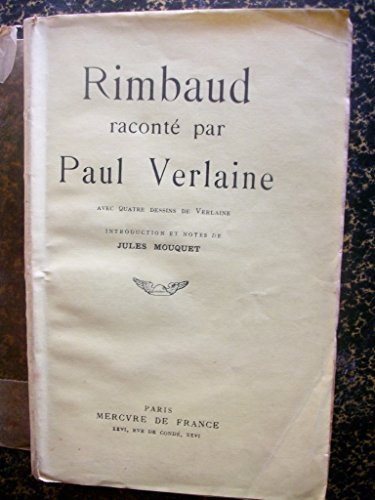 Rimbaud
raconté par
Paul Verlaine
AVEC QUATRE DESSINS DE VERLAINE
INTRODUCTION ET NOTES DE
JULES MOUQUET
PARIS
MERCVRE DE FRANCE
XXVI, RVE DE CONDÉ, XXVI